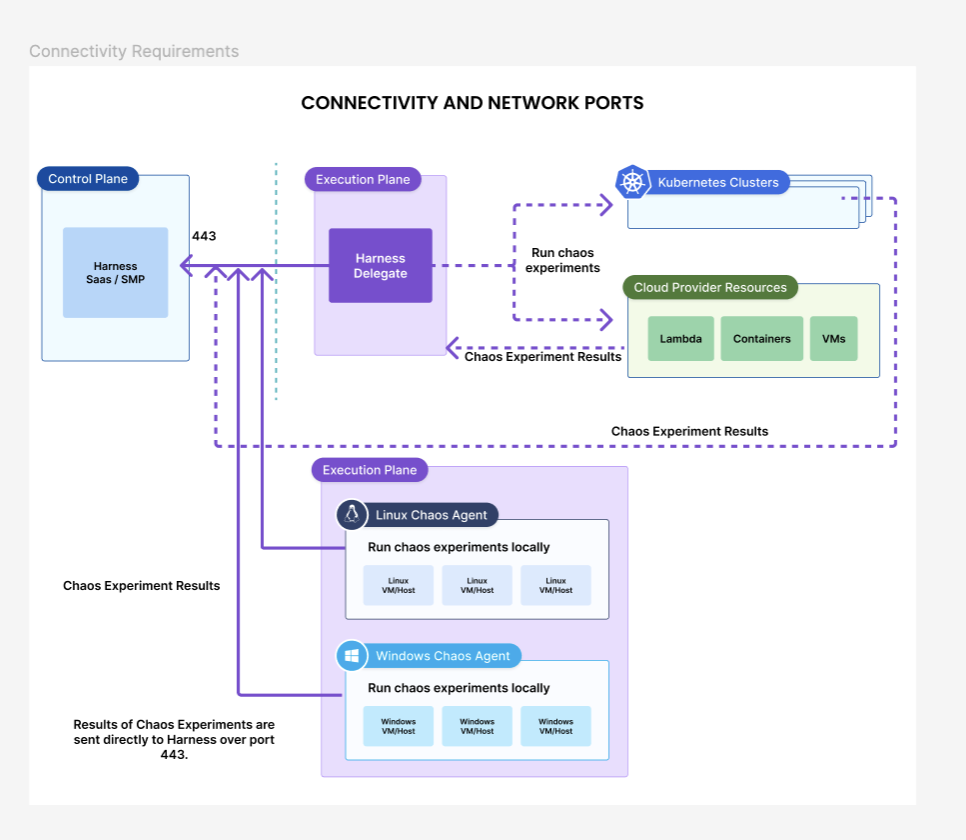 Connectivity Requirements
CONNECTIVITY AND NETWORK PORTS
Control Plane
Execution Plane
Kubernetes Clusters
443
Harness
Saas / SMP
Harness
Delegate
Run chaos
experiments
Cloud Provider Resources
Lambda
Containers
VMs
Chaos Experiment Results
Chaos Experiment Results
Execution Plane
Linux Chaos Agent
Run chaos experiments locally
Linux
VM/Host
Linux
VM/Host
Linux
VM/Host
Chaos Experiment Results
Windows Chaos Agent
Run chaos experiments locally
Windows
VM/Host
Windows
VM/Host
Windows
VM/Host
Results of Chaos Experiments are
sent directly to Harness over port
443.